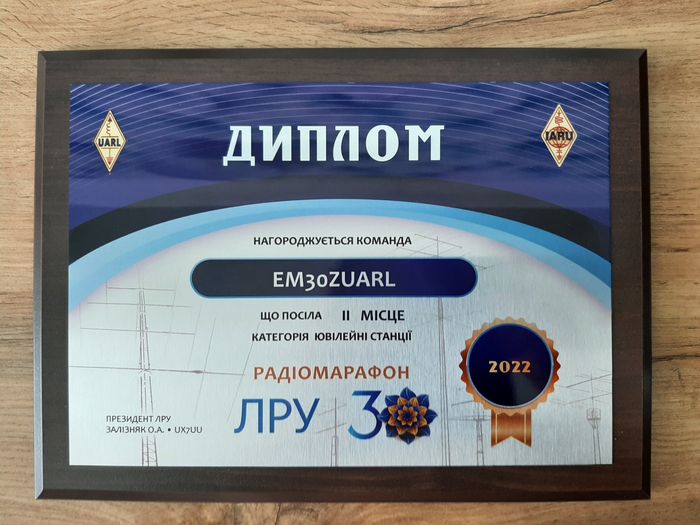 UARL
ДИПЛОМ
IARU
НАГОРОДЖУЄТЬСЯ КОМАНДА
EM30ZUARL
ЩО ПОСІЛА II МІСЦЕ
КАТЕГОРІЯ ЮВІЛЕЙНІ СТАНЦІЇ
РАДІОМАРАФОН
2022
ЛРУ 30
ПРЕЗИДЕНТ ЛРУ
ЗАЛІЗНЯК О.А. • UX7UU